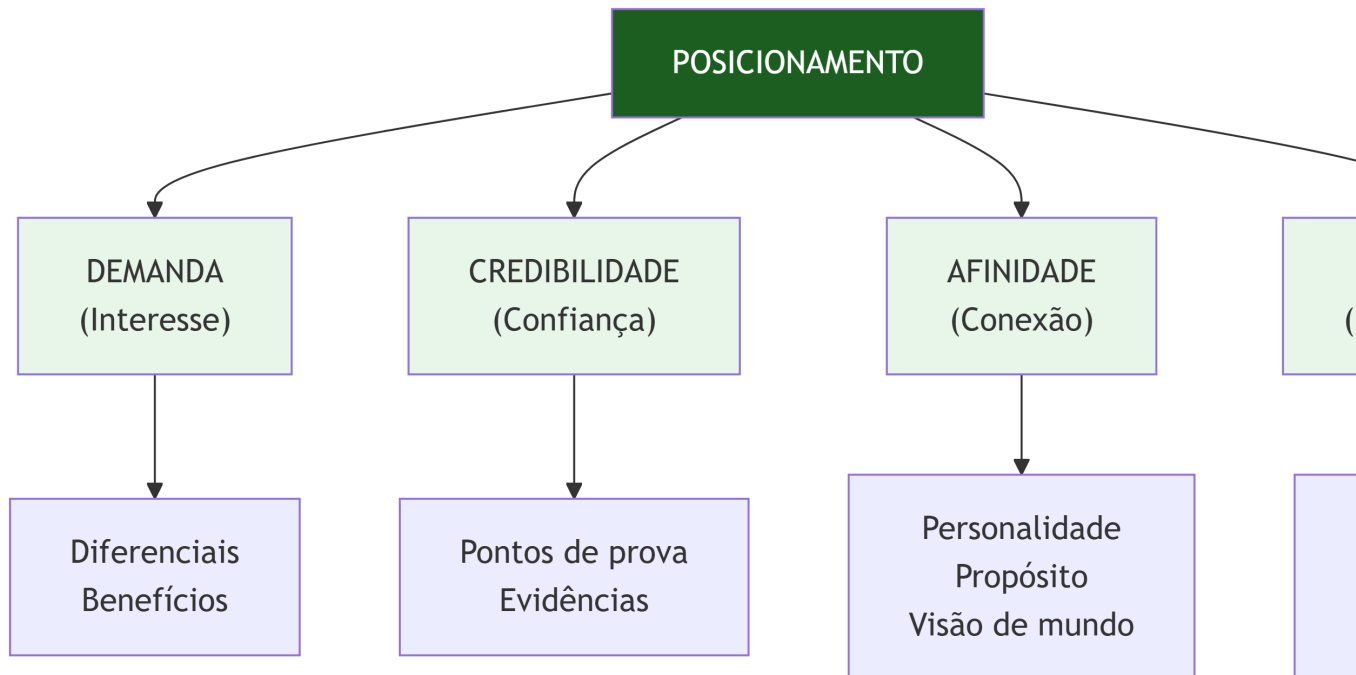 POSICIONAMENTO
DEMANDA
(Interesse)
CREDIBILIDADE
(Confiança)
AFINIDADE
(Conexão)
(
Diferenciais
Benefícios
Pontos de prova
Evidências
Personalidade
Propósito
Visão de mundo